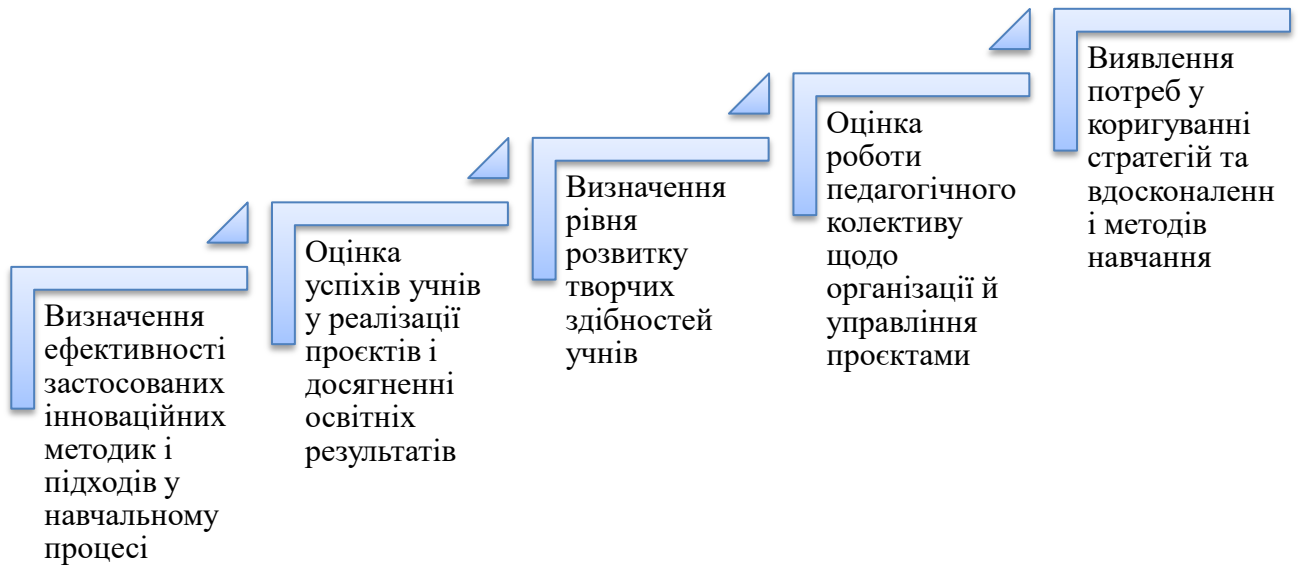 Визначення
ефективності
застосованих
інноваційних
методик і
підходів у
навчальному
процесі
Оцінка
успіхів учнів
у реалізації
проєктів і
досягненні
освітніх
результатів
Визначення
рівня
розвитку
творчих
здібностей
учнів
Оцінка
роботи
педагогічного
колективу
щодо
організації й
управління
проєктами
Виявлення
потреб у
коригуванні
стратегій та
вдосконаленн
і методів
навчання